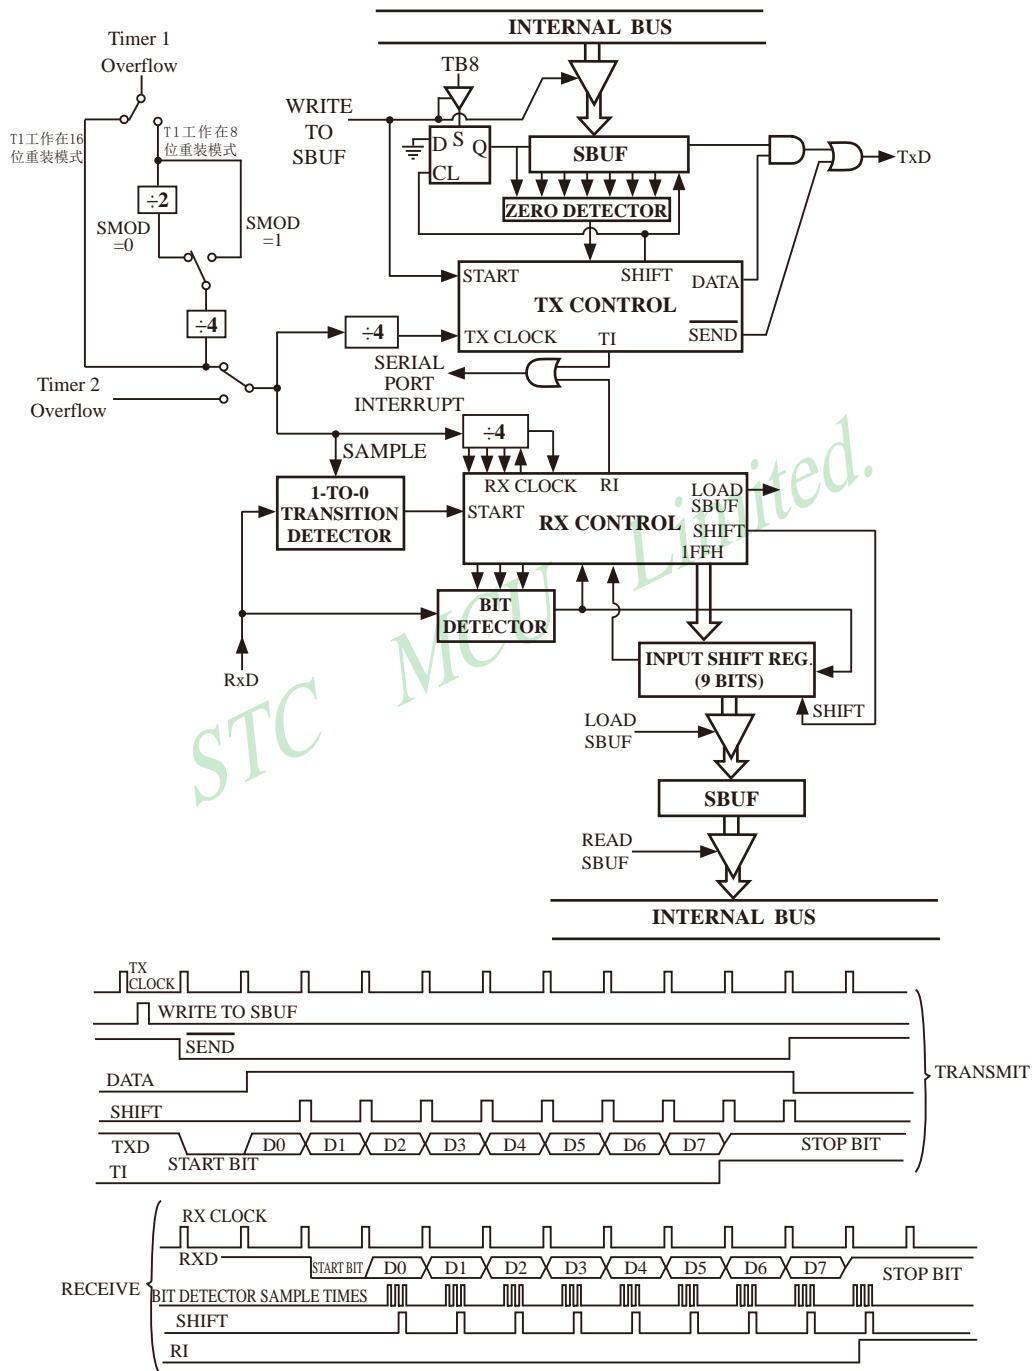 INTERNAL BUS
Timer 1
Overflow
TB8
WRITE
TO
SBUF
T1工作在16
位重装模式
T1工作在8
位重装模式
D
S
Q
CL
SBUF
TxD
÷2
ZERO DETECTOR
SMOD
=0
SMOD
=1
START
SHIFT
DATA
TX CONTROL
÷4
÷4
TX CLOCK
TI
SEND
SERIAL
PORT
INTERRUPT
Timer 2
Overflow
÷4
SAMPLE
RX CLOCK
RI
LOAD
SBUF
1-TO-0
TRANSITION
DETECTOR
START
RX CONTROL
SHIFT
1FFH
BIT
DETECTOR
RxD
INPUT SHIFT REG.
(9 BITS)
SHIFT
LOAD
SBUF
SBUF
READ
SBUF
INTERNAL BUS
STC MCU Limited.
TX
CLOCK
WRITE TO SBUF
SEND
DATA
TRANSMIT
SHIFT
TXD
START BIT
D0
D1
D2
D3
D4
D5
D6
D7
STOP BIT
TI
RX CLOCK
RXD
START BIT
D0
D1
D2
D3
D4
D5
D6
D7
STOP BIT
RECEIVE
BIT DETECTOR SAMPLE TIMES
SHIFT
RI